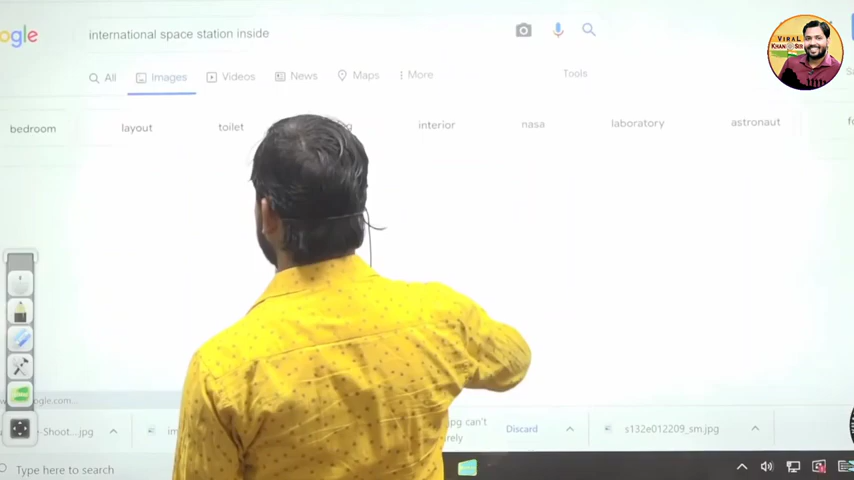 ogle
international space station inside
All Images Videos News Maps More
Tools
bedroom layout toilet interior nasa laboratory astronaut
VIRAL
KHAN SIR
ogle.com...
-Shoot....jpg
.jpg can't
Discard
s132e012209_sm.jpg
Type here to search